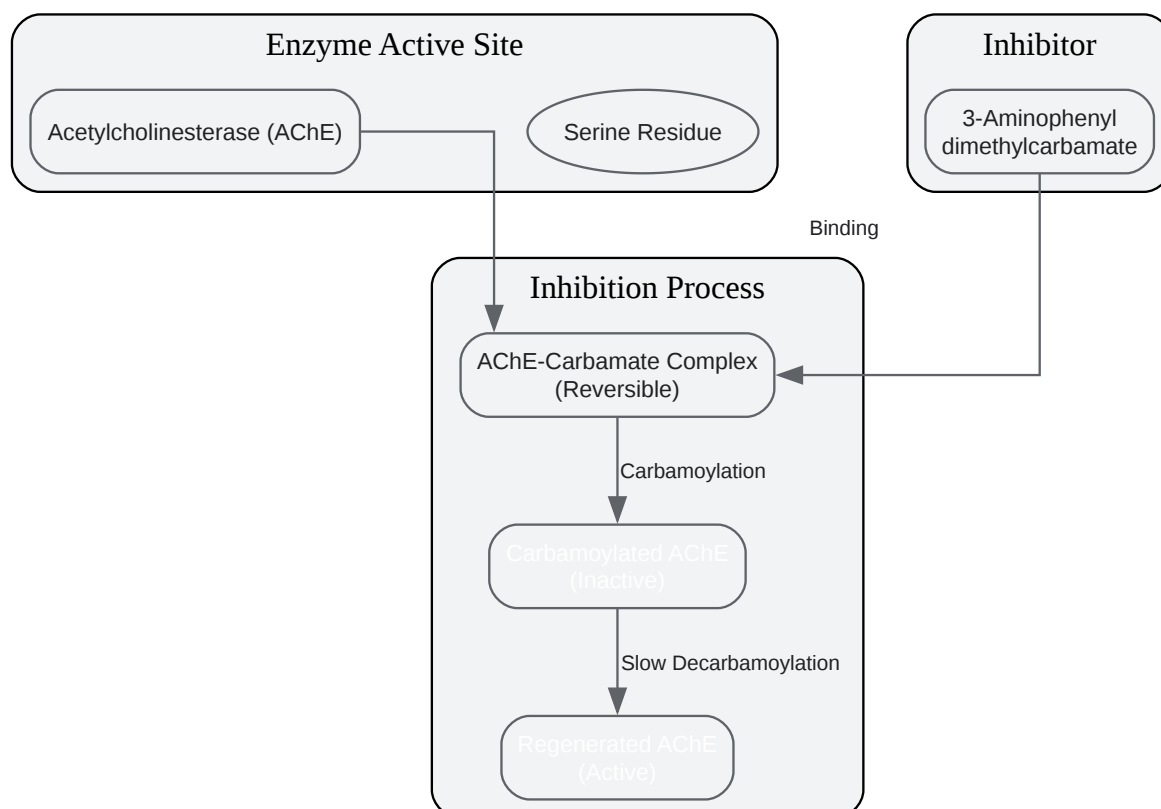 Enzyme Active Site
Inhibitor
Acetylcholinesterase (AChE)
Serine Residue
3-Aminophenyl
dimethylcarbamate
Binding
Inhibition Process
AChE-Carbamate Complex
(Reversible)
Carbamoylation
Carbamoylated AChE
(Inactive)
Slow Decarbamoylation
Regenerated AChE
(Active)